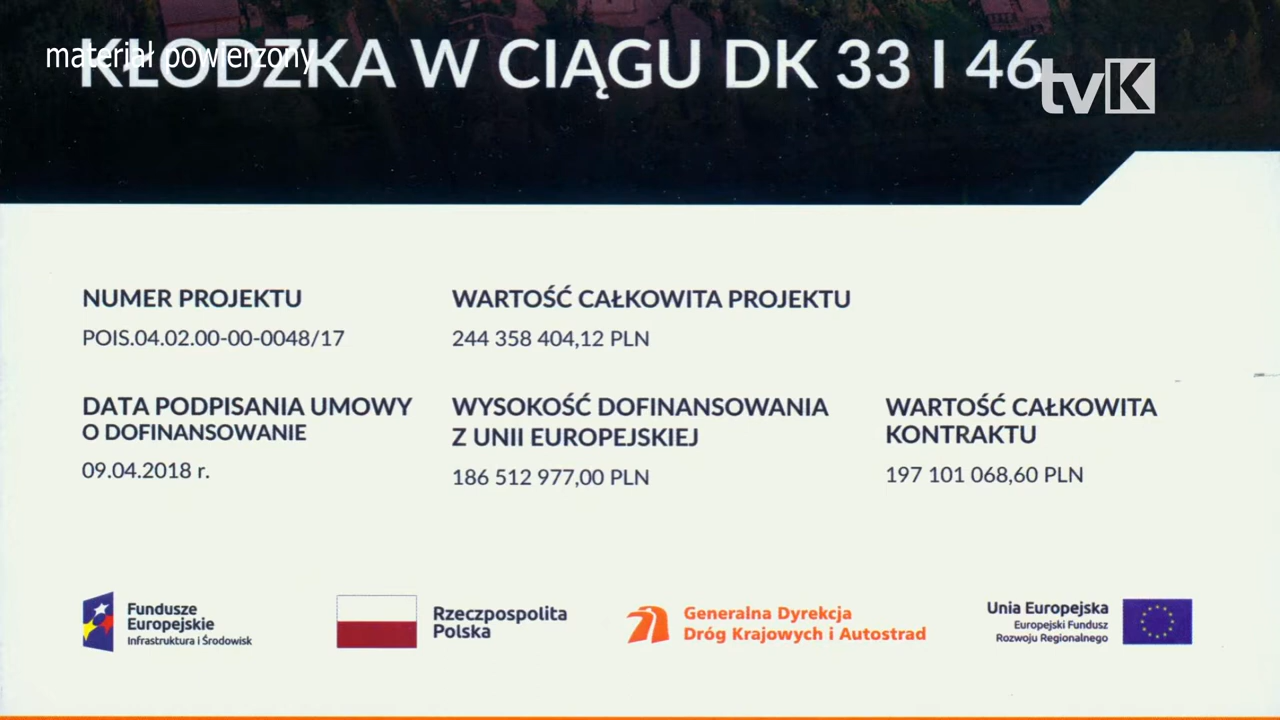 materiał powierzony
KŁODZKA W CIĄGU DK 33 I 46
tvK
NUMER PROJEKTU
POIS.04.02.00-00-0048/17
WARTOŚĆ CAŁKOWITA PROJEKTU
244 358 404,12 PLN
DATA PODPISANIA UMOWY
O DOFINANSOWANIE
09.04.2018 r.
WYSOKOŚĆ DOFINANSOWANIA
Z UNII EUROPEJSKIEJ
186 512 977,00 PLN
WARTOŚĆ CAŁKOWITA
KONTRAKTU
197 101 068,60 PLN
Fundusze
Europejskie
Infrastruktura i Środowisk
Rzeczpospolita
Polska
Generalna Dyrekcja
Dróg Krajowych i Autostrad
Unia Europejska
Europejski Fundusz
Rozwoju Regionalnego